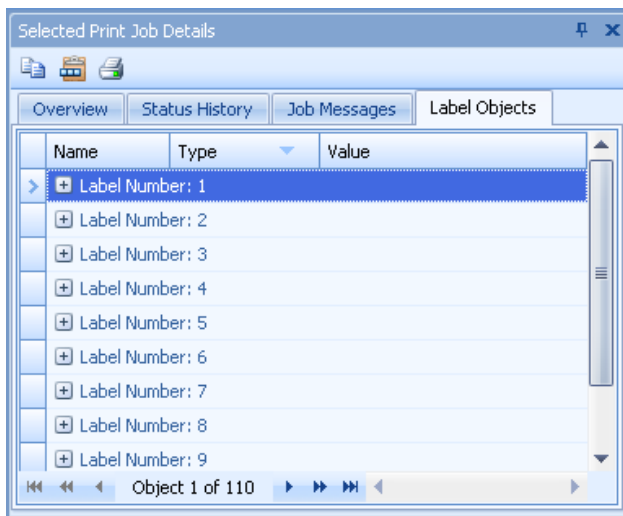 Selected Print Job Details
Overview Status History Job Messages Label Objects
Name Type Value
Label Number: 1
Label Number: 2
Label Number: 3
Label Number: 4
Label Number: 5
Label Number: 6
Label Number: 7
Label Number: 8
Label Number: 9
Object 1 of 110